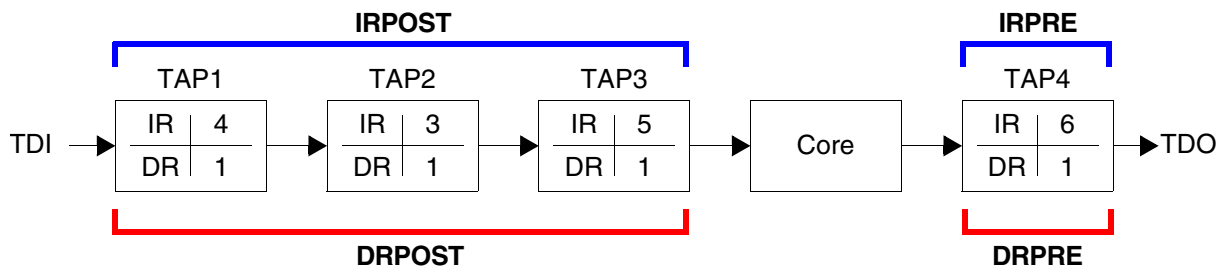 IRPOST IRPRE
TAP1 TAP2 TAP3 TAP4
IR 4 IR 3 IR 5 IR 6
TDI Core TDO
DR 1 DR 1 DR 1 DR 1
DRPOST DRPRE